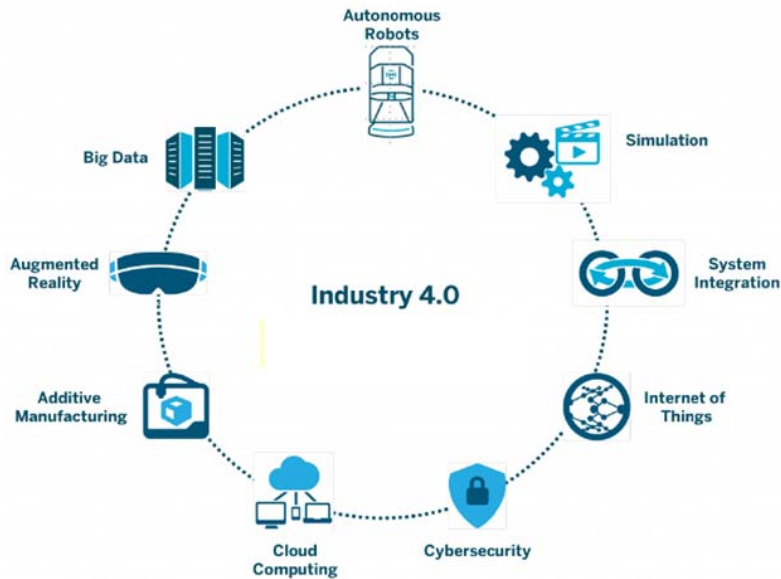 Autonomous
Robots
Simulation
Big Data
System
Integration
Augmented
Reality
Industry 4.0
Internet of
Things
Additive
Manufacturing
Cybersecurity
Cloud
Computing